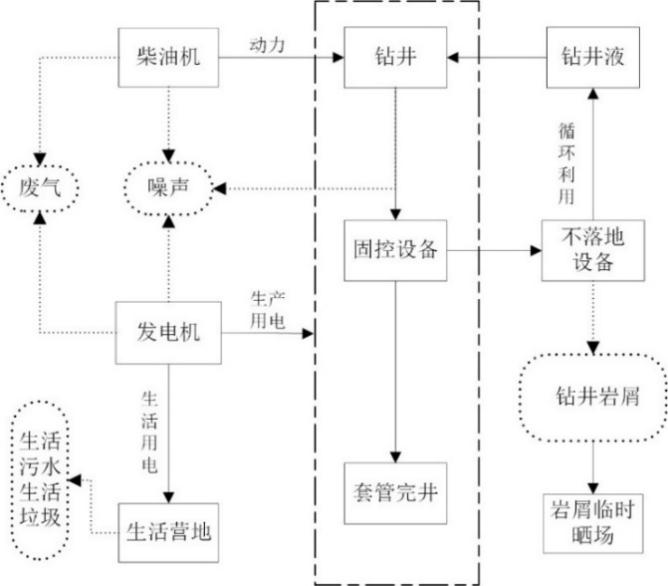 柴油机
动力
钻井
钻井液
循
环
利
用
废气
噪声
固控设备
不落地
设备
生产
用电
发电机
钻井岩屑
生
活
用
电
生活
污水
生活
垃圾
套管完井
生活营地
岩屑临时
晒场